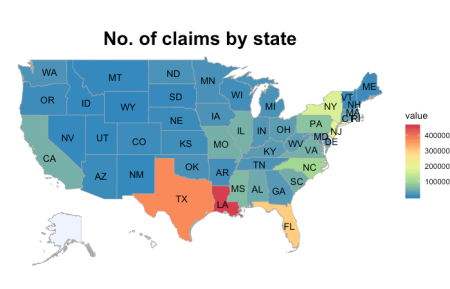 No. of claims by state
WA
MT
ND
MN
ME
VT
NH
OR
ID
WY
SD
WI
MI
NY
MA
CT RI
NE
IA
PA
NJ
NV
UT
CO
KS
MO
IL
IN
OH
WV
MD
DE
VA
CA
KY
AZ
NM
OK
AR
TN
NC
SC
TX
LA
MS
AL
GA
FL
value
400000
300000
200000
100000